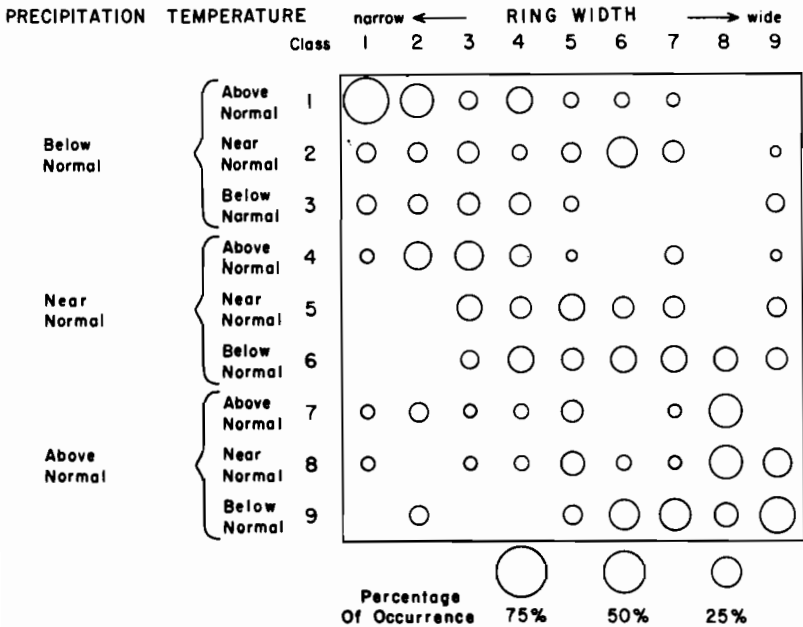 PRECIPITATION TEMPERATURE narrow RING WIDTH wide
Class 1 2 3 4 5 6 7 8 9
Above
Normal 1
Below
Normal
Near
Normal 2
Below
Normal 3
Above
Normal 4
Near
Normal
Near
Normal 5
Below
Normal 6
Above
Normal 7
Above
Normal
Near
Normal 8
Below
Normal 9
Percentage
Of Occurrence 75% 50% 25%